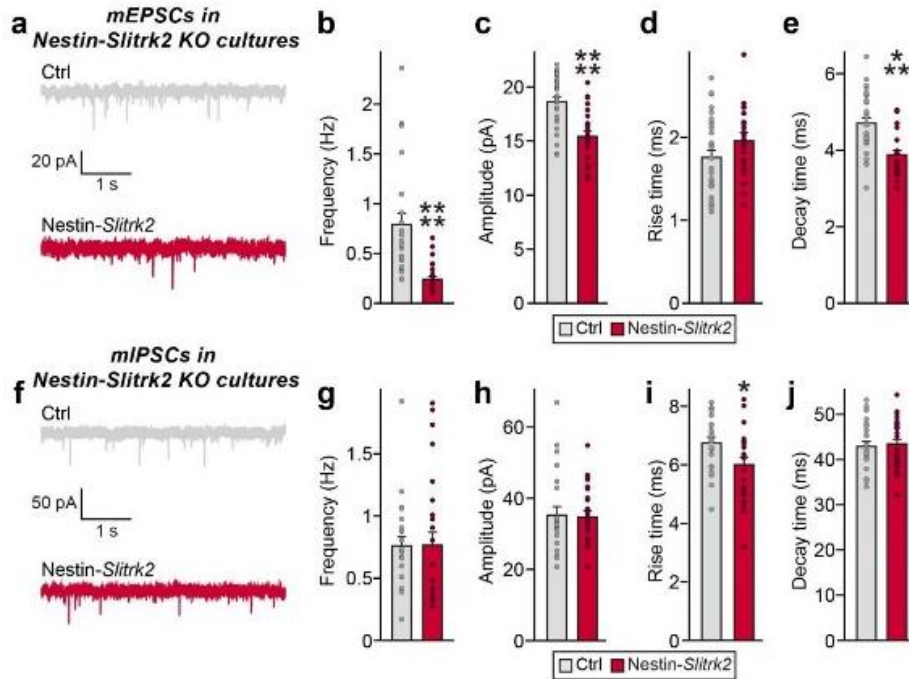 a
mEPSCs in
Nestin-Slitrk2 KO cultures
Ctrl
20 pA
1 s
Nestin-Slitrk2
b
Frequency (Hz)
2
1.5
1
0.5
0
**
**
c
Amplitude (pA)
20
15
10
5
0
**
**
d
Rise time (ms)
2
1
0
e
Decay time (ms)
6
4
2
0
*
**
Ctrl Nestin-Slitrk2
f
mIPSCs in
Nestin-Slitrk2 KO cultures
Ctrl
50 pA
1 s
Nestin-Slitrk2
g
Frequency (Hz)
1.5
1
0.5
0
h
Amplitude (pA)
60
40
20
0
i
Rise time (ms)
8
6
4
2
0
*
j
Decay time (ms)
50
40
30
20
10
0
Ctrl Nestin-Slitrk2